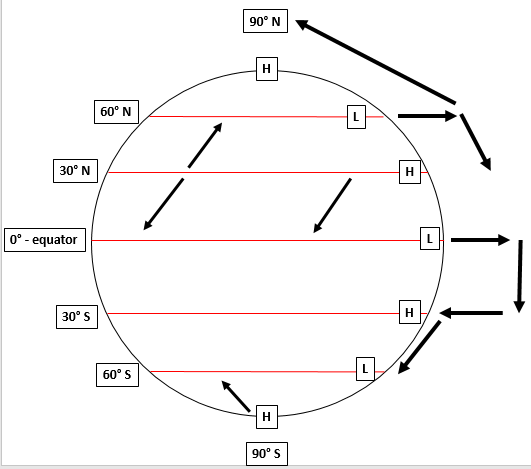 90° N
H
60° N
L
30° N
H
0° - equator
L
30° S
H
60° S
L
H
90° S